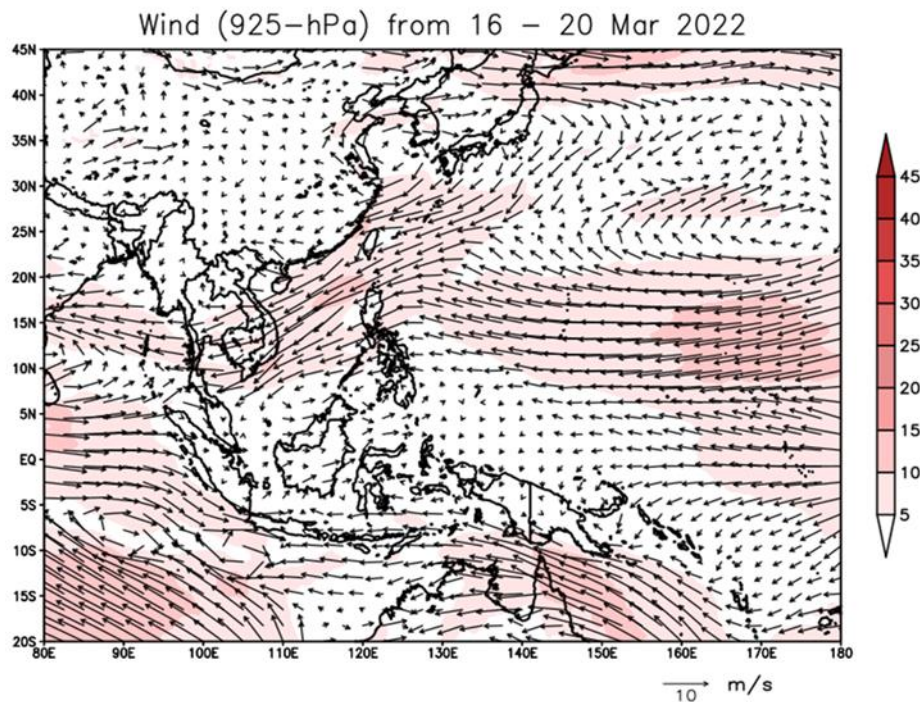 Wind (925-hPa) from 16 - 20 Mar 2022
45N
40N
35N
30N
25N
20N
15N
10N
5N
EQ
5S
10S
15S
20S
80E 90E 100E 110E 120E 130E 140E 150E 160E 170E 180
45
40
35
30
25
20
15
10
5
10 m/s